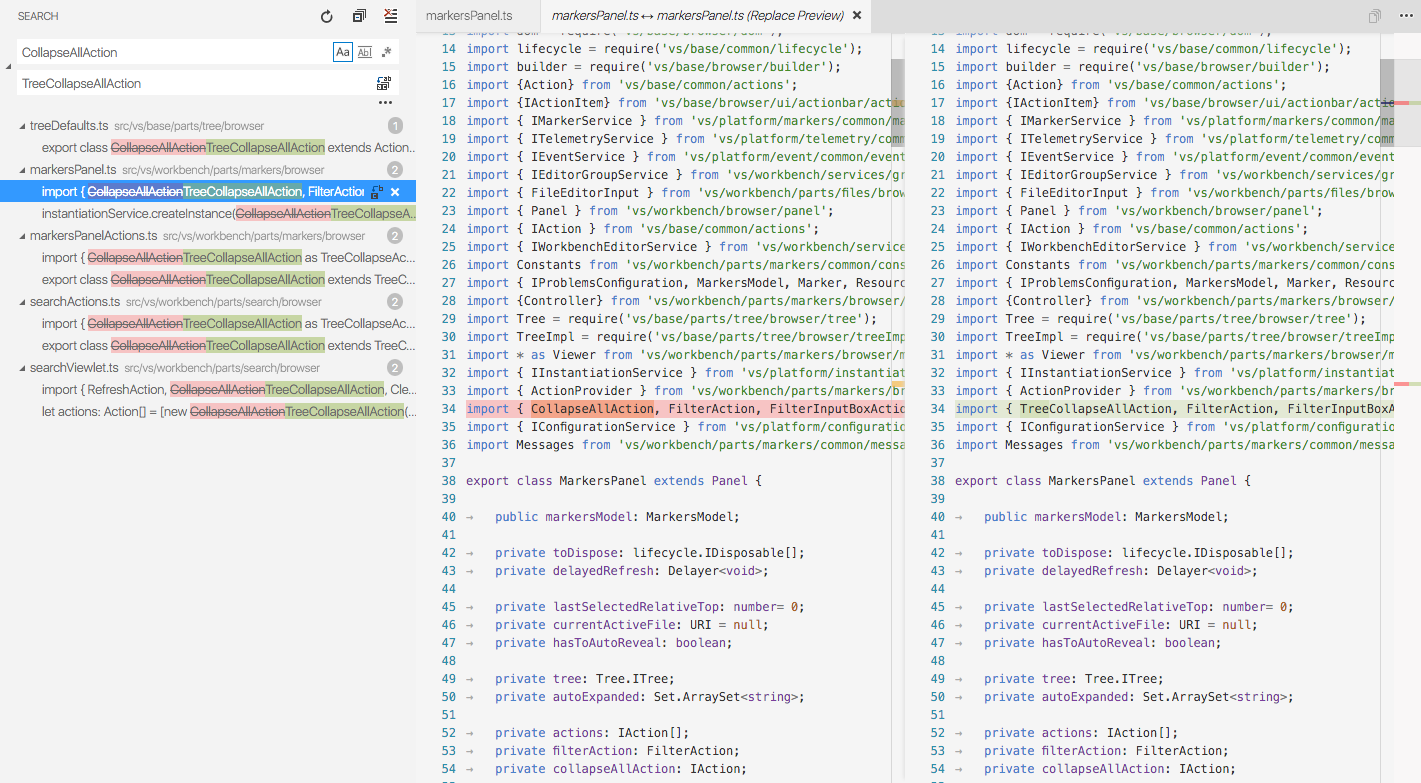 SEARCH
CollapseAllAction
Aa Ab| .*
TreeCollapseAllAction
treeDefaults.ts src/vs/base/parts/tree/browser 1
export class CollapseAllActionTreeCollapseAllAction extends Action...
markersPanel.ts src/vs/workbench/parts/markers/browser 2
import { CollapseAllActionTreeCollapseAllAction, FilterAction
instantiationService.createInstance(CollapseAllActionTreeCollapseA...
markersPanelActions.ts src/vs/workbench/parts/markers/browser 2
import { CollapseAllActionTreeCollapseAllAction as TreeCollapseAc...
export class CollapseAllActionTreeCollapseAllAction extends TreeC...
searchActions.ts src/vs/workbench/parts/search/browser 2
import { CollapseAllActionTreeCollapseAllAction as TreeCollapseAc...
export class CollapseAllActionTreeCollapseAllAction extends TreeC...
searchViewlet.ts src/vs/workbench/parts/search/browser 2
import { RefreshAction, CollapseAllActionTreeCollapseAllAction, Cle...
let actions: Action[] = [new CollapseAllActionTreeCollapseAllAction(...
markersPanel.ts
markersPanel.ts ↔ markersPanel.ts (Replace Preview)
14 import lifecycle = require('vs/base/common/lifecycle');
15 import builder = require('vs/base/browser/builder');
16 import {Action} from 'vs/base/common/actions';
17 import {IActionItem} from 'vs/base/browser/ui/actionbar/actio
18 import { IMarkerService } from 'vs/platform/markers/common/ma
19 import { ITelemetryService } from 'vs/platform/telemetry/comm
20 import { IEventService } from 'vs/platform/event/common/event
21 import { IEditorGroupService } from 'vs/workbench/services/gr
22 import { FileEditorInput } from 'vs/workbench/parts/files/brow
23 import { Panel } from 'vs/workbench/browser/panel';
24 import { IAction } from 'vs/base/common/actions';
25 import { IWorkbenchEditorService } from 'vs/workbench/service
26 import Constants from 'vs/workbench/parts/markers/common/cons
27 import { IProblemsConfiguration, MarkersModel, Marker, Resourc
28 import {Controller} from 'vs/workbench/parts/markers/browser/
29 import Tree = require('vs/base/parts/tree/browser/tree');
30 import TreeImpl = require('vs/base/parts/tree/browser/treeImp
31 import * as Viewer from 'vs/workbench/parts/markers/browser/m
32 import { IInstantiationService } from 'vs/platform/instantiat
33 import { ActionProvider } from 'vs/workbench/parts/markers/br
34 import { CollapseAllAction, FilterAction, FilterInputBoxActio
35 import { IConfigurationService } from 'vs/platform/configuratio
36 import Messages from 'vs/workbench/parts/markers/common/messa
37
38 export class MarkersPanel extends Panel {
39
40 → public markersModel: MarkersModel;
41
42 → private toDispose: lifecycle.IDisposable[];
43 → private delayedRefresh: Delayer<void>;
44
45 → private lastSelectedRelativeTop: number= 0;
46 → private currentActiveFile: URI = null;
47 → private hasToAutoReveal: boolean;
48
49 → private tree: Tree.ITree;
50 → private autoExpanded: Set.ArraySet<string>;
51
52 → private actions: IAction[];
53 → private filterAction: FilterAction;
54 → private collapseAllAction: IAction;
14 import lifecycle = require('vs/base/common/lifecycle');
15 import builder = require('vs/base/browser/builder');
16 import {Action} from 'vs/base/common/actions';
17 import {IActionItem} from 'vs/base/browser/ui/actionbar/actio
18 import { IMarkerService } from 'vs/platform/markers/common/ma
19 import { ITelemetryService } from 'vs/platform/telemetry/comm
20 import { IEventService } from 'vs/platform/event/common/event
21 import { IEditorGroupService } from 'vs/workbench/services/gr
22 import { FileEditorInput } from 'vs/workbench/parts/files/brow
23 import { Panel } from 'vs/workbench/browser/panel';
24 import { IAction } from 'vs/base/common/actions';
25 import { IWorkbenchEditorService } from 'vs/workbench/service
26 import Constants from 'vs/workbench/parts/markers/common/cons
27 import { IProblemsConfiguration, MarkersModel, Marker, Resourc
28 import {Controller} from 'vs/workbench/parts/markers/browser/
29 import Tree = require('vs/base/parts/tree/browser/tree');
30 import TreeImpl = require('vs/base/parts/tree/browser/treeImp
31 import * as Viewer from 'vs/workbench/parts/markers/browser/m
32 import { IInstantiationService } from 'vs/platform/instantiat
33 import { ActionProvider } from 'vs/workbench/parts/markers/br
34 import { TreeCollapseAllAction, FilterAction, FilterInputBoxA
35 import { IConfigurationService } from 'vs/platform/configuratio
36 import Messages from 'vs/workbench/parts/markers/common/messa
37
38 export class MarkersPanel extends Panel {
39
40 → public markersModel: MarkersModel;
41
42 → private toDispose: lifecycle.IDisposable[];
43 → private delayedRefresh: Delayer<void>;
44
45 → private lastSelectedRelativeTop: number= 0;
46 → private currentActiveFile: URI = null;
47 → private hasToAutoReveal: boolean;
48
49 → private tree: Tree.ITree;
50 → private autoExpanded: Set.ArraySet<string>;
51
52 → private actions: IAction[];
53 → private filterAction: FilterAction;
54 → private collapseAllAction: IAction;